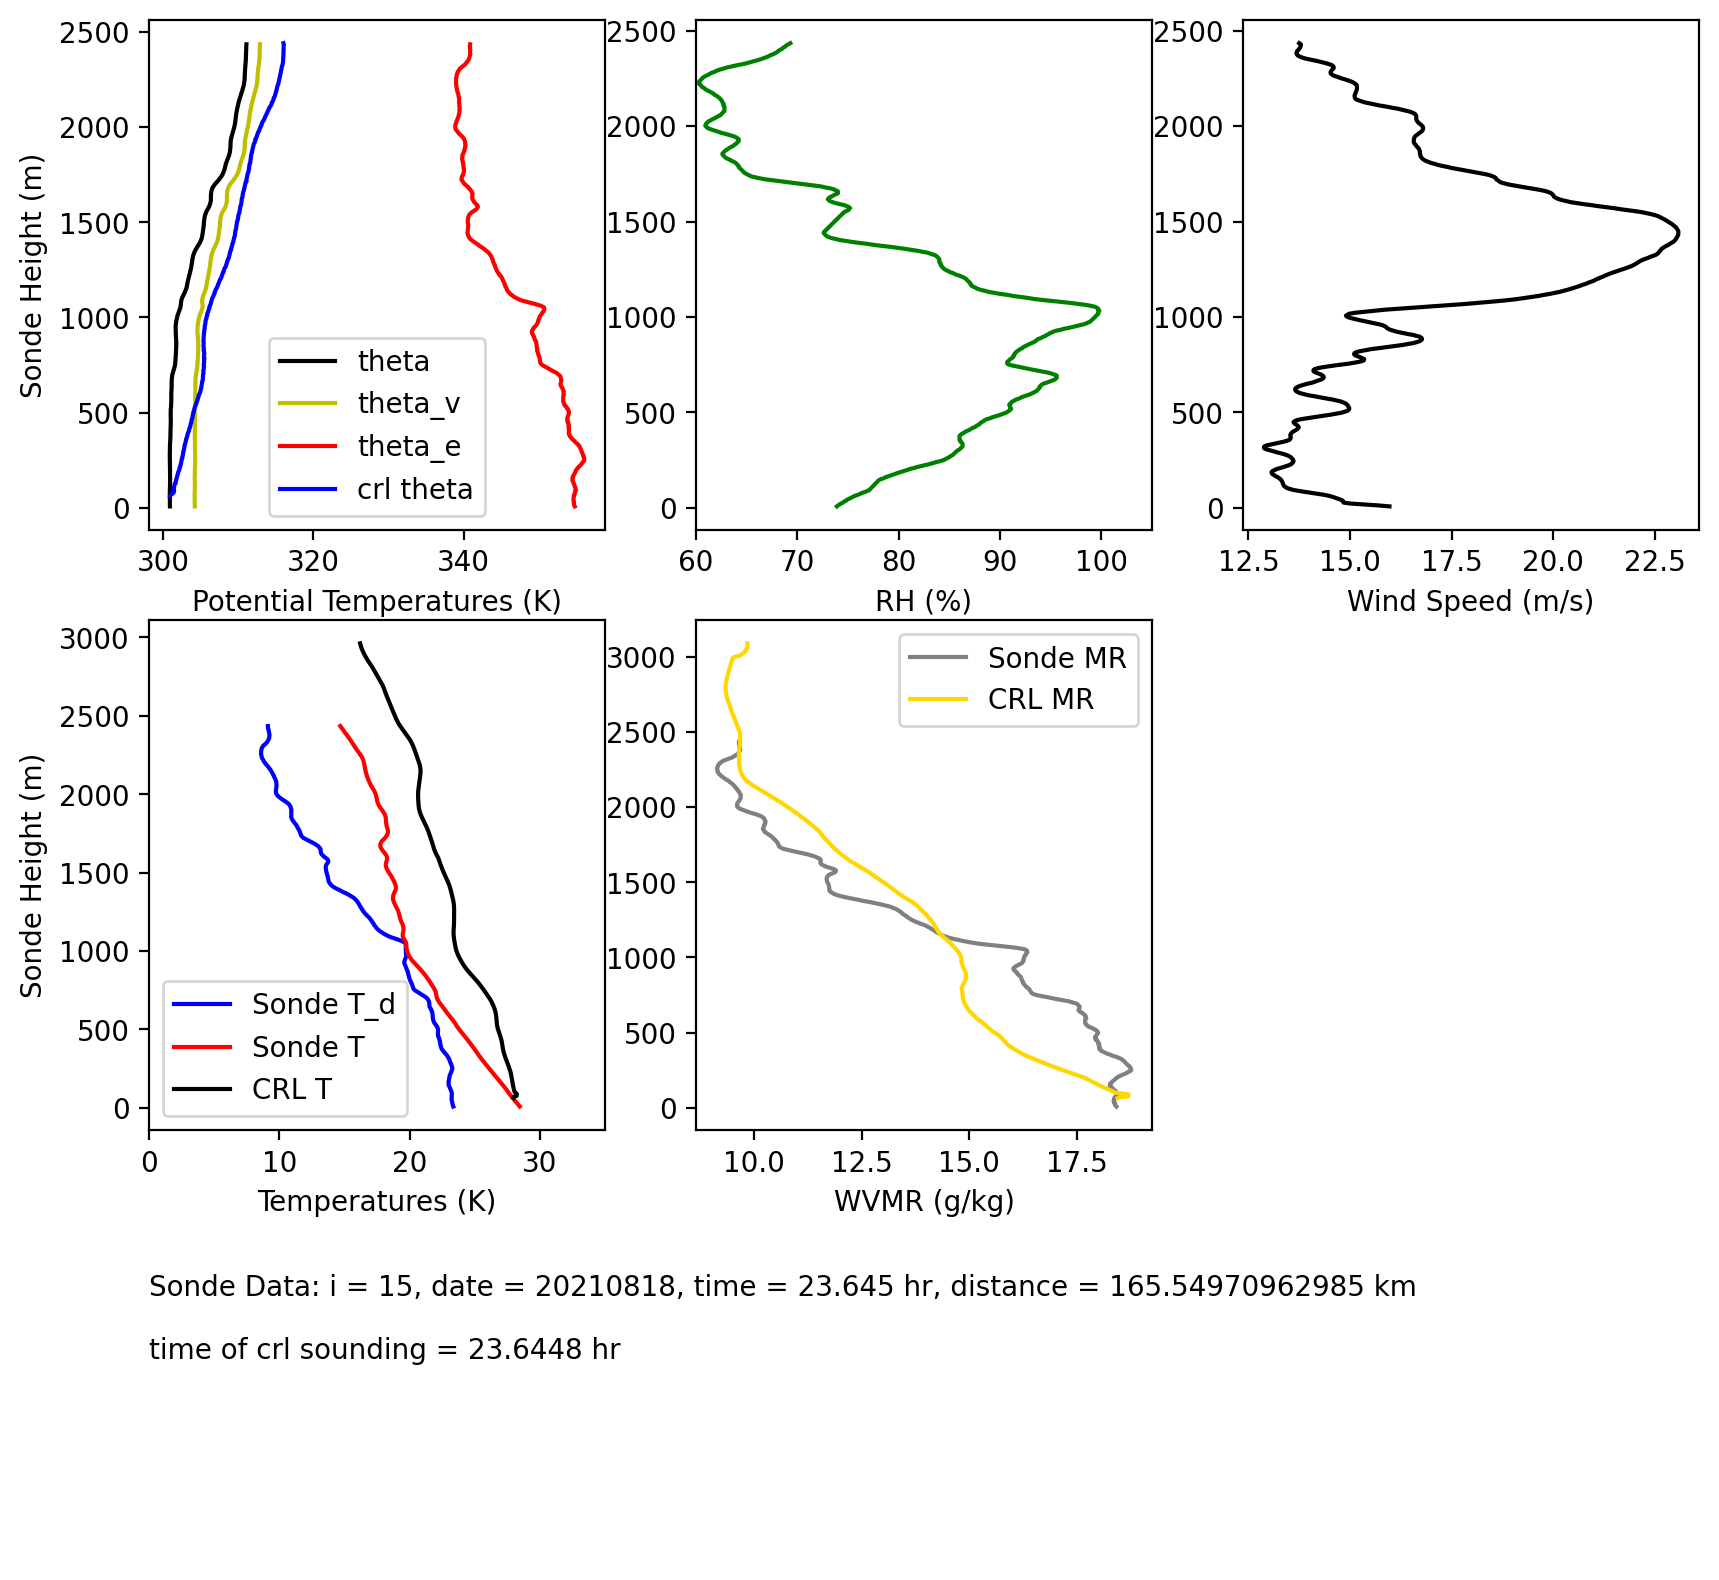 2500
2000
1500
1000
500
0
Sonde Height (m)
300
320
340
Potential Temperatures (K)
theta
theta_v
theta_e
crl theta
2500
2000
1500
1000
500
0
60
70
80
90
100
RH (%)
2500
2000
1500
1000
500
0
12.5
15.0
17.5
20.0
22.5
Wind Speed (m/s)
3000
2500
2000
1500
1000
500
0
Sonde Height (m)
0
10
20
30
Temperatures (K)
Sonde T_d
Sonde T
CRL T
3000
2500
2000
1500
1000
500
0
10.0
12.5
15.0
17.5
WVMR (g/kg)
Sonde MR
CRL MR
Sonde Data: i = 15, date = 20210818, time = 23.645 hr, distance = 165.54970962985 km
time of crl sounding = 23.6448 hr